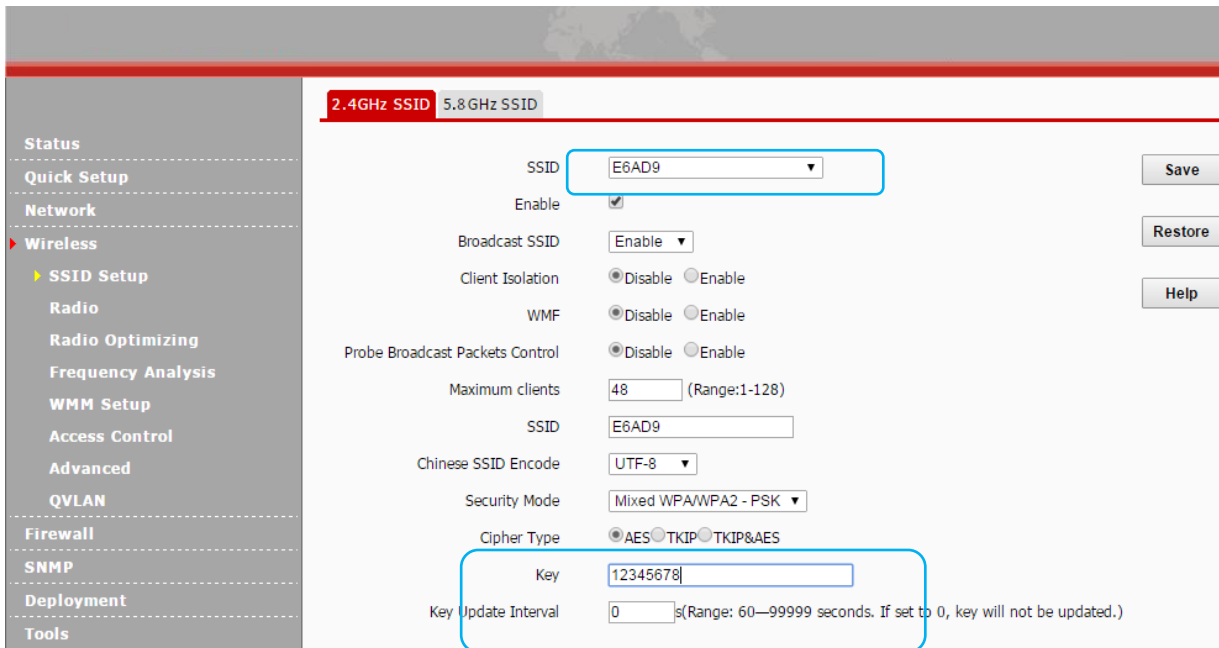 2.4GHz SSID 5.8GHz SSID
Status
Quick Setup
Network
Wireless
SSID Setup
Radio
Radio Optimizing
Frequency Analysis
WMM Setup
Access Control
Advanced
QVLAN
Firewall
SNMP
Deployment
Tools
SSID E6AD9
Enable
Broadcast SSID Enable
Client Isolation Disable Enable
WMF Disable Enable
Probe Broadcast Packets Control Disable Enable
Maximum clients 48 (Range:1-128)
SSID E6AD9
Chinese SSID Encode UTF-8
Security Mode Mixed WPA/WPA2 - PSK
Cipher Type AES TKIP TKIP&AES
Key 12345678
Key Update Interval 0 s(Range: 60—99999 seconds. If set to 0, key will not be updated.)
Save
Restore
Help